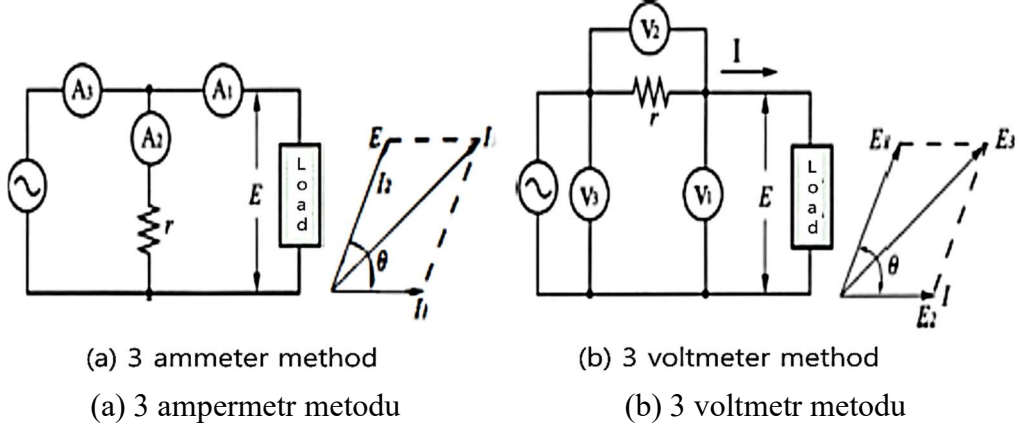 A3
A1
A2
r
E
Load
E
I2
I
θ
I1
V2
I
r
V3
V1
E
Load
E3
θ
I
E2
(a) 3 ammeter method
(b) 3 voltmeter method
(a) 3 ampermetr metodu
(b) 3 voltmetr metodu